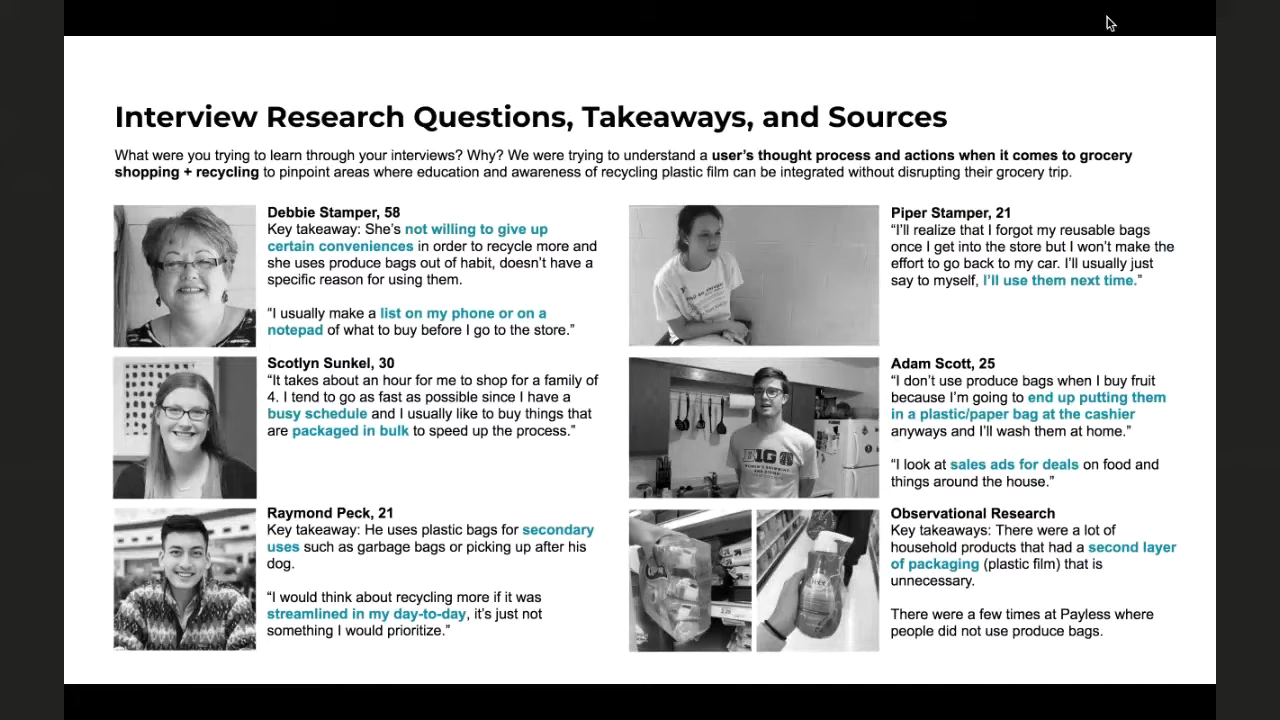 Interview Research Questions, Takeaways, and Sources
What were you trying to learn through your interviews? Why? We were trying to understand a user's thought process and actions when it comes to grocery
shopping + recycling to pinpoint areas where education and awareness of recycling plastic film can be integrated without disrupting their grocery trip.
Debbie Stamper, 58
Key takeaway: She's not willing to give up
certain conveniences in order to recycle more and
she uses produce bags out of habit, doesn't have a
specific reason for using them.
“I usually make a list on my phone or on a
notepad of what to buy before I go to the store.”
Scotlyn Sunkel, 30
“It takes about an hour for me to shop for a family of
4. I tend to go as fast as possible since I have a
busy schedule and I usually like to buy things that
are packaged in bulk to speed up the process.”
Raymond Peck, 21
Key takeaway: He uses plastic bags for secondary
uses such as garbage bags or picking up after his
dog.
“I would think about recycling more if it was
streamlined in my day-to-day, it's just not
something I would prioritize.”
Piper Stamper, 21
“I'll realize that I forgot my reusable bags
once I get into the store but I won't make the
effort to go back to my car. I'll usually just
say to myself, I'll use them next time.”
Adam Scott, 25
“I don't use produce bags when I buy fruit
because I'm going to end up putting them
in a plastic/paper bag at the cashier
anyways and I'll wash them at home.”
“I look at sales ads for deals on food and
things around the house.”
B1G
Observational Research
Key takeaways: There were a lot of
household products that had a second layer
of packaging (plastic film) that is
unnecessary.
There were a few times at Payless where
people did not use produce bags.